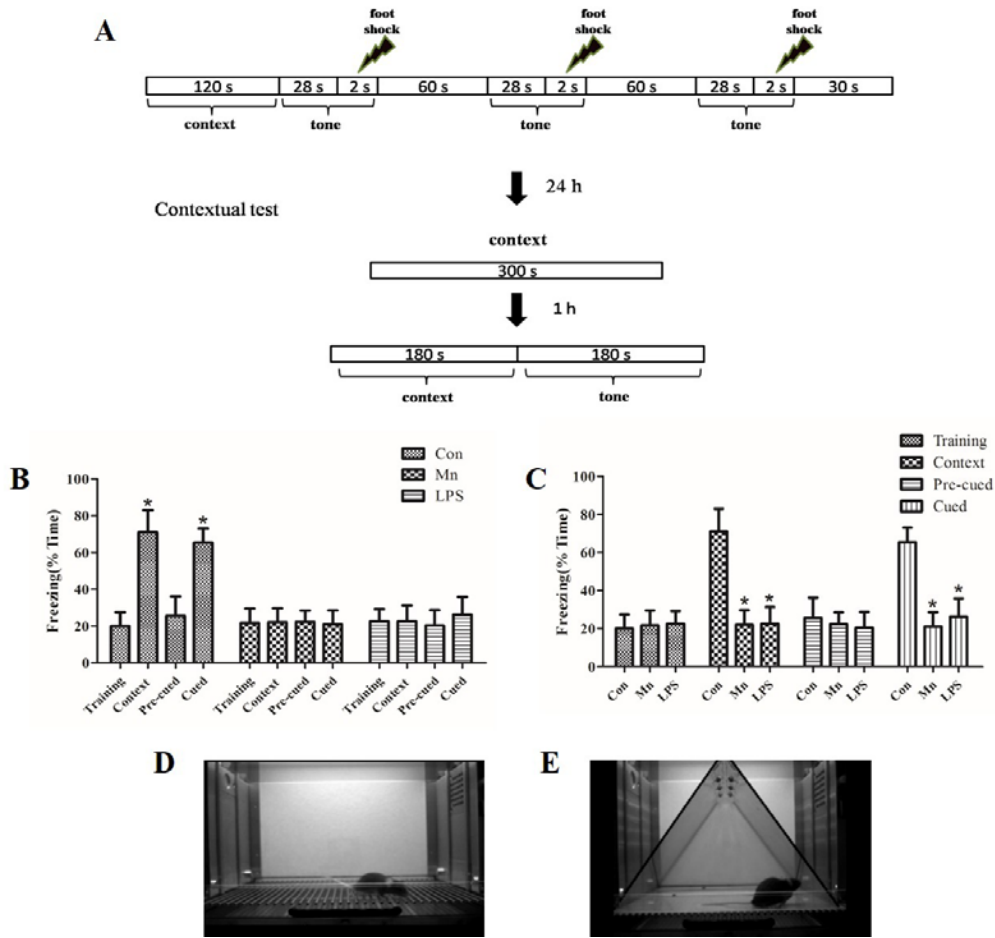 A
foot
shock
foot
shock
foot
shock
120 s
28 s
2 s
60 s
28 s
2 s
60 s
28 s
2 s
30 s
context
tone
tone
tone
24 h
Contextual test
context
300 s
1 h
180 s
180 s
context
tone
B
Con
Mn
LPS
Freezing(% Time)
100
80
60
40
20
0
*
*
Training
Context
Pre-cued
Cued
Training
Context
Pre-cued
Cued
Training
Context
Pre-cued
Cued
C
Training
Context
Pre-cued
Cued
Freezing(% Time)
100
80
60
40
20
0
*
*
*
*
Con
Mn
LPS
Con
Mn
LPS
Con
Mn
LPS
Con
Mn
LPS
D
E